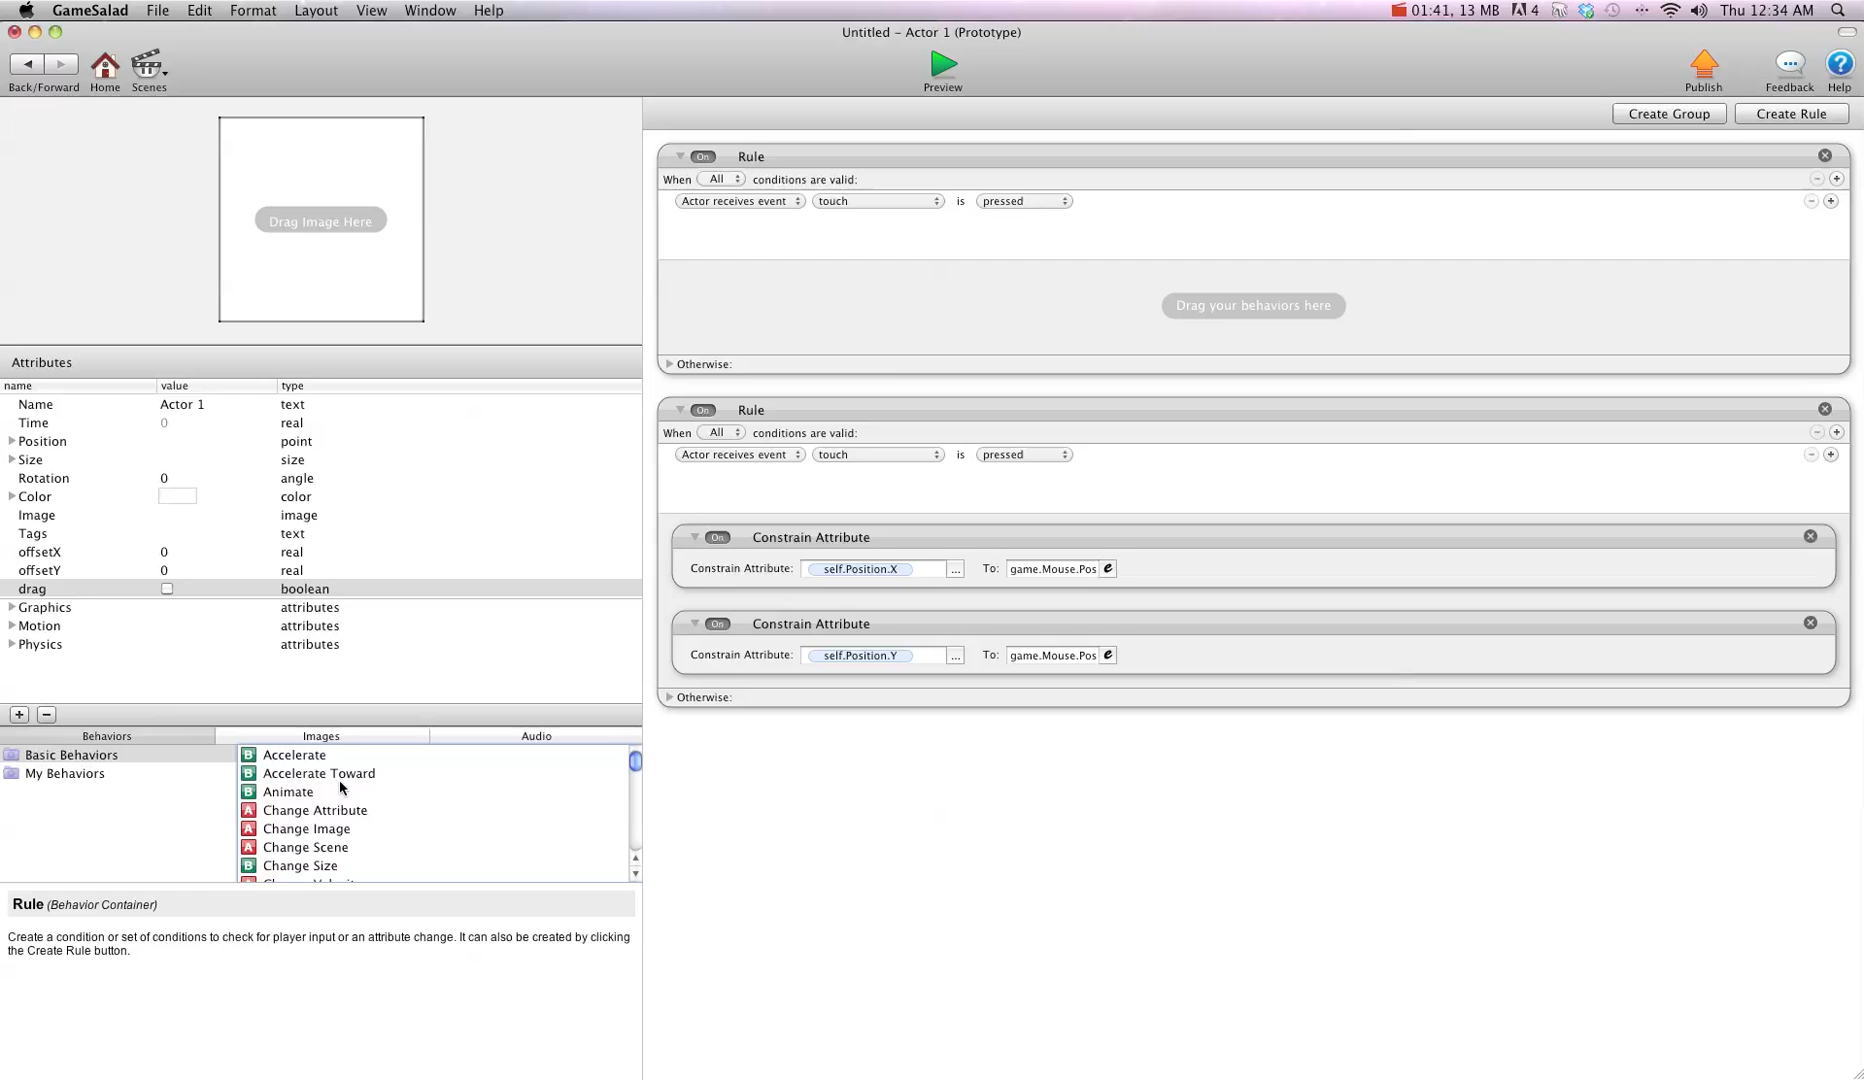 GameSalad File Edit Format Layout View Window Help 01:41, 13 MB 4 Thu 12:34 AM
Untitled – Actor 1 (Prototype)
Back/Forward Home Scenes Preview Publish Feedback Help
Create Group Create Rule
Drag Image Here
Attributes
name value type
Name Actor 1 text
Time 0 real
Position point
Size size
Rotation 0 angle
Color color
Image image
Tags text
offsetX 0 real
offsetY 0 real
drag boolean
Graphics attributes
Motion attributes
Physics attributes
Behaviors Images Audio
Basic Behaviors
My Behaviors
B Accelerate
B Accelerate Toward
B Animate
A Change Attribute
A Change Image
A Change Scene
B Change Size
Rule (Behavior Container)
Create a condition or set of conditions to check for player input or an attribute change. It can also be created by clicking
the Create Rule button.
On Rule
When All conditions are valid:
Actor receives event touch is pressed
Drag your behaviors here
Otherwise:
On Rule
When All conditions are valid:
Actor receives event touch is pressed
On Constrain Attribute
Constrain Attribute: self.Position.X ... To: game.Mouse.Pos e
On Constrain Attribute
Constrain Attribute: self.Position.Y ... To: game.Mouse.Pos e
Otherwise: